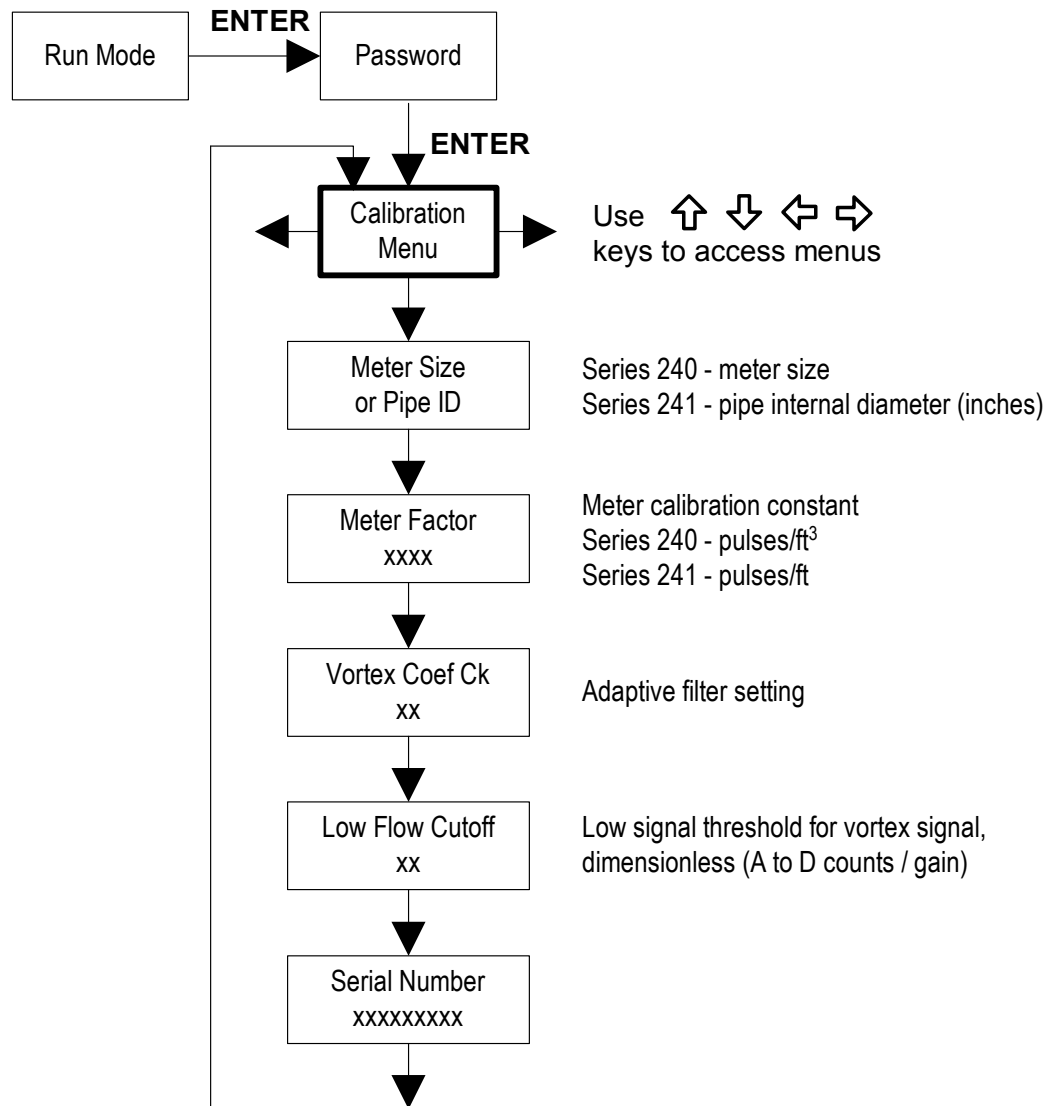 ENTER
Run Mode
Password
ENTER
Calibration
Menu
Use
keys to access menus
Meter Size
or Pipe ID
Series 240 - meter size
Series 241 - pipe internal diameter (inches)
Meter Factor
xxxx
Meter calibration constant
Series 240 - pulses/ft³
Series 241 - pulses/ft
Vortex Coef Ck
xx
Adaptive filter setting
Low Flow Cutoff
xx
Low signal threshold for vortex signal,
dimensionless (A to D counts / gain)
Serial Number
xxxxxxxxx